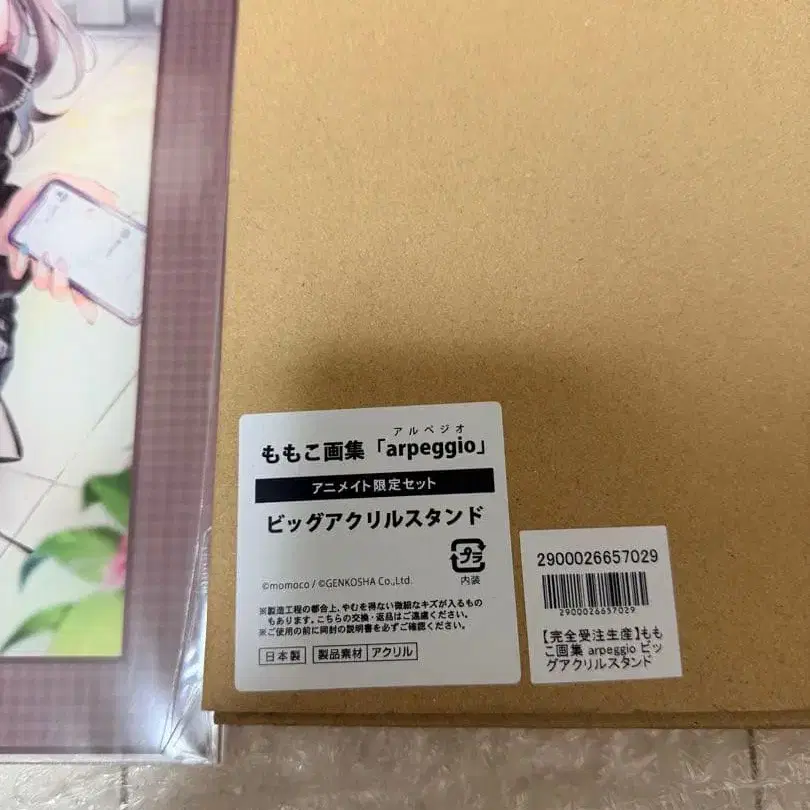 アルペジオ
ももこ画集「arpeggio」
アニメイト限定セット
ビッグアクリルスタンド
プラ
内装
©momoco / ©GENKOSHA Co.,Ltd.
※製造工程の都合上、やむを得ない微細なキズが入るもの
もあります。こちらの交換・返品はご遠慮ください。
※ご使用の前に同封の説明書を必ずご確認ください。
日本製 製品素材 アクリル
2900026657029
2900026657029
【完全受注生産】もも
こ画集 arpeggio ビッ
グアクリルスタンド